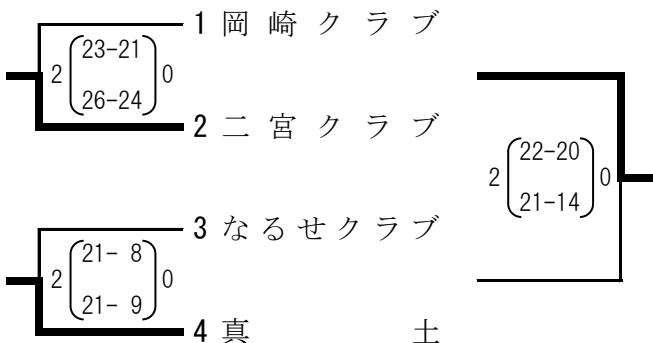 1 岡崎クラブ
2 ( 23-21 26-24 ) 0
2 二宮クラブ
2 ( 22-20 21-14 ) 0
3 なるせクラブ
2 ( 21- 8 21- 9 ) 0
4 真土